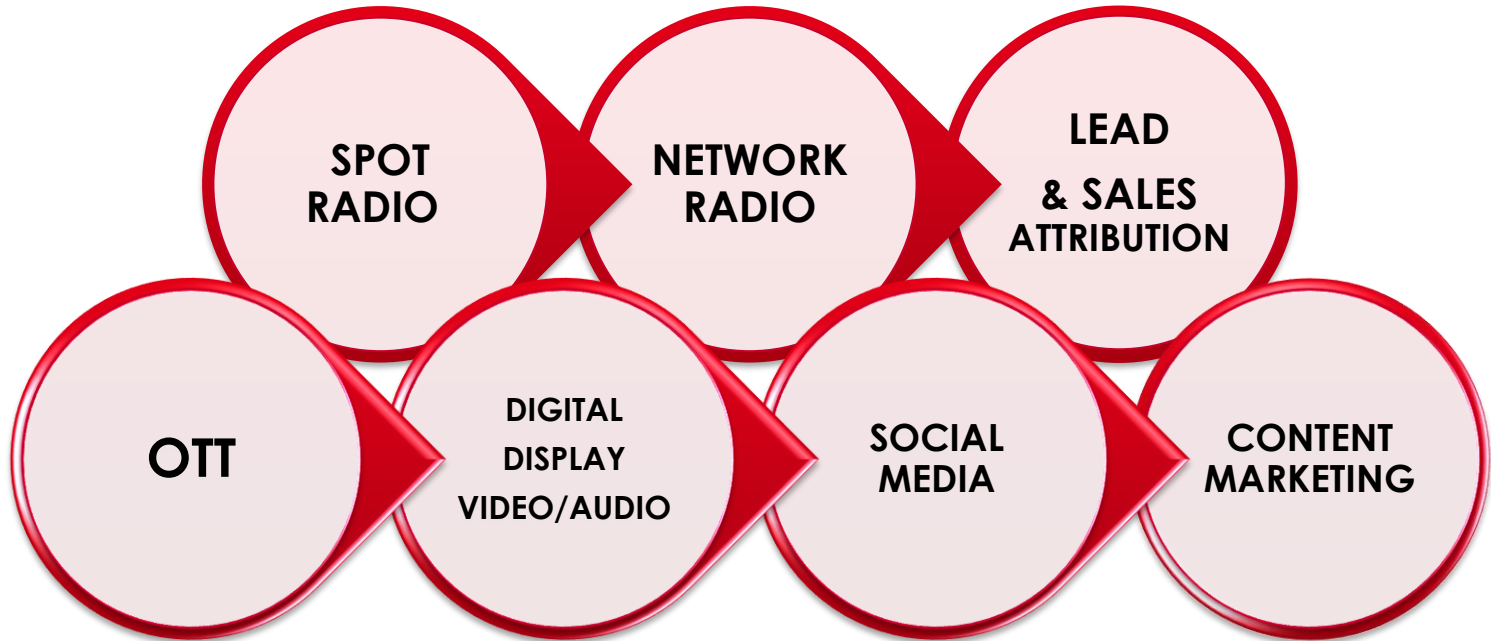 SPOT
RADIO
NETWORK
RADIO
LEAD
& SALES
ATTRIBUTION
OTT
DIGITAL
DISPLAY
VIDEO/AUDIO
SOCIAL
MEDIA
CONTENT
MARKETING